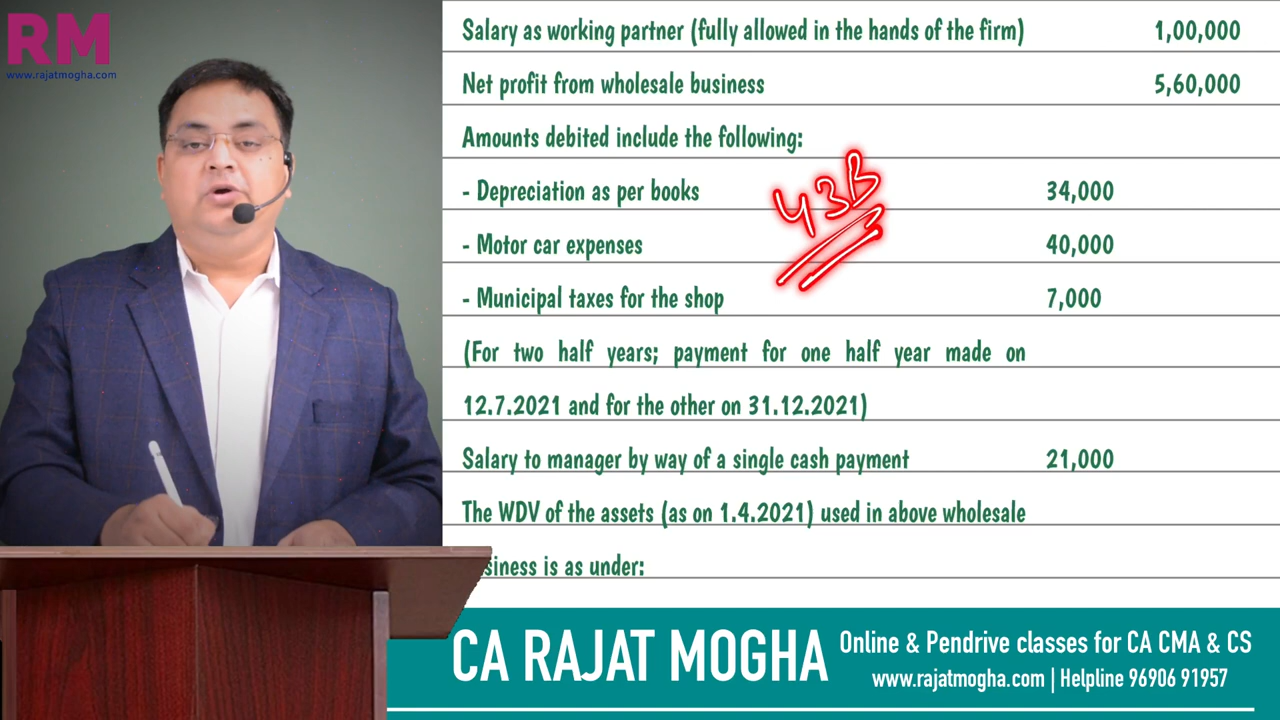 RM
www.rajatmogha.com
Salary as working partner (fully allowed in the hands of the firm) 1,00,000
Net profit from wholesale business 5,60,000
Amounts debited include the following:
- Depreciation as per books 34,000
43B
- Motor car expenses 40,000
- Municipal taxes for the shop 7,000
(For two half years; payment for one half year made on
12.7.2021 and for the other on 31.12.2021)
Salary to manager by way of a single cash payment 21,000
The WDV of the assets (as on 1.4.2021) used in above wholesale
siness is as under:
CA RAJAT MOGHA
Online & Pendrive classes for CA CMA & CS
www.rajatmogha.com | Helpline 96906 91957